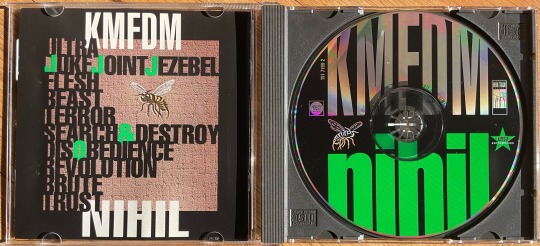 KMFDM
ULTRA
JUKE JOINT JEZEBEL
FLESH
BEAST
TERROR
SEARCH & DESTROY
DISOBEDIENCE
REVOLUTION
BRUTE
TRUST
NIHIL
KMFDM
nihil